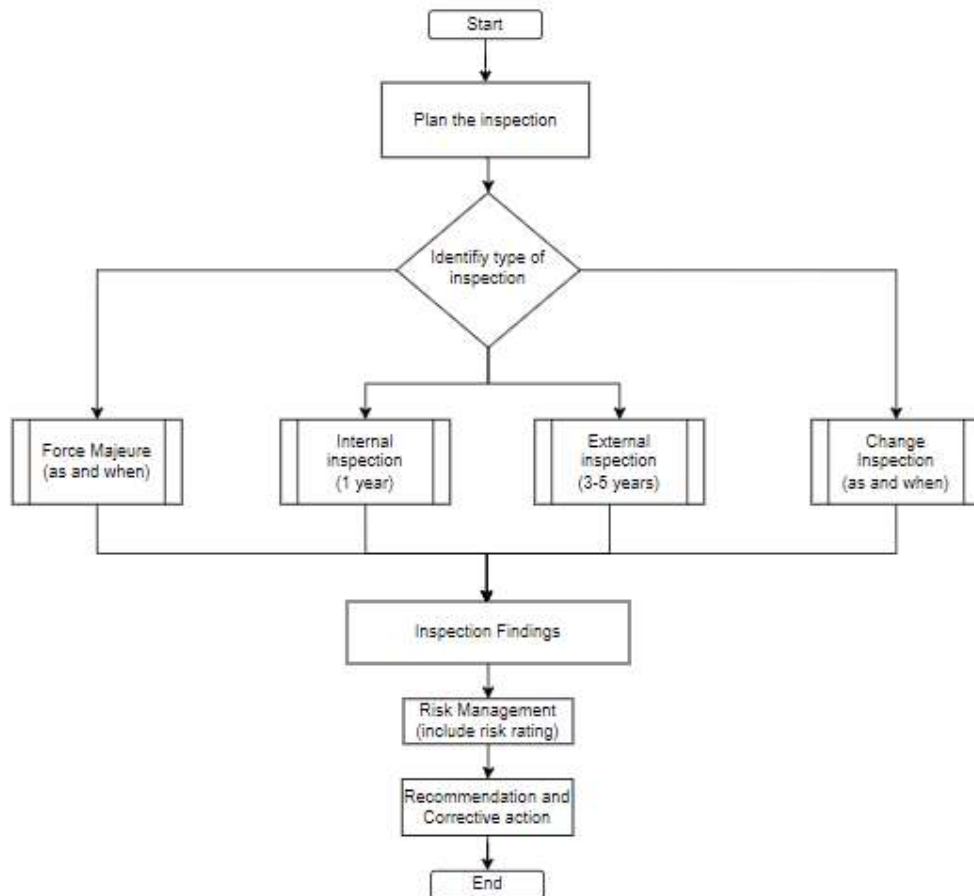 Start
Plan the inspection
Identifiy type of
inspection
Force Majeure
(as and when)
Internal
inspection
(1 year)
External
inspection
(3-5 years)
Change
Inspection
(as and when)
Inspection Findings
Risk Management
(include risk rating)
Recommendation and
Corrective action
End